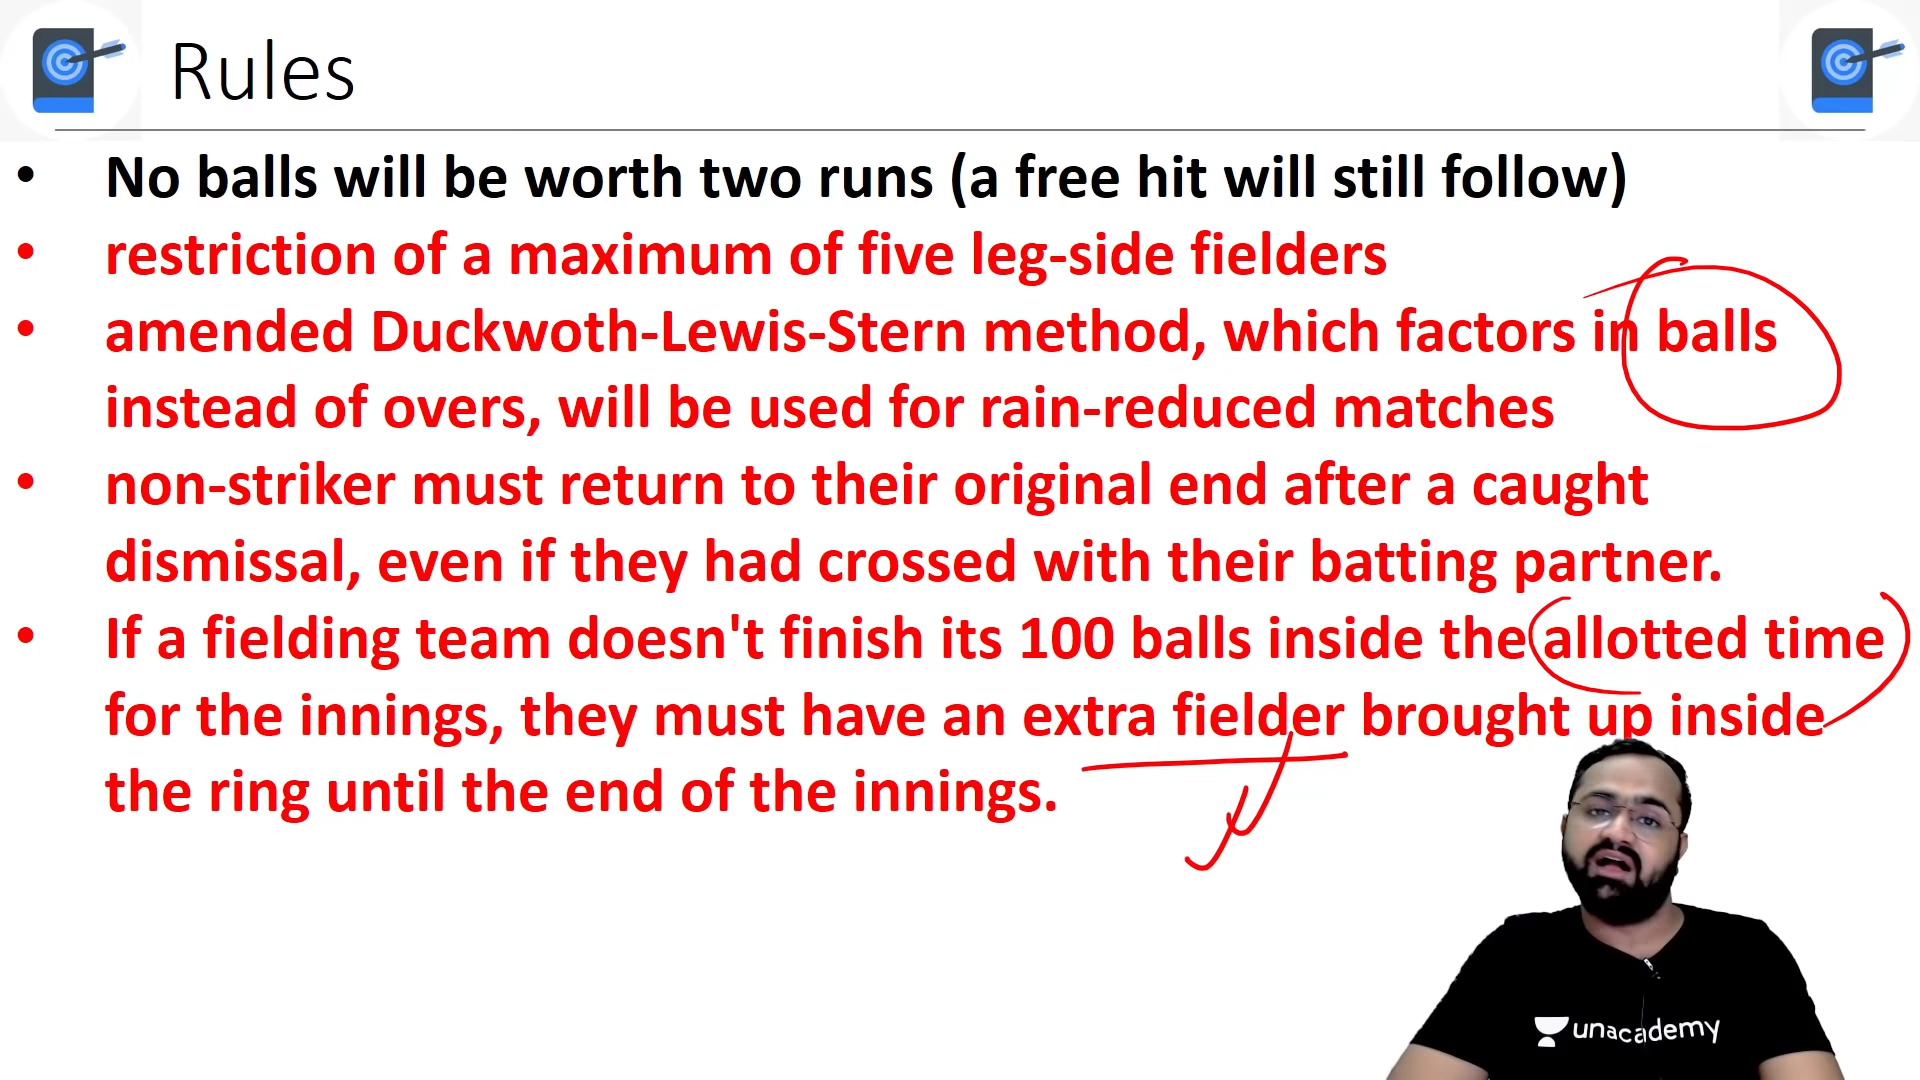 Rules
• No balls will be worth two runs (a free hit will still follow)
• restriction of a maximum of five leg-side fielders
• amended Duckwoth-Lewis-Stern method, which factors in balls
instead of overs, will be used for rain-reduced matches
• non-striker must return to their original end after a caught
dismissal, even if they had crossed with their batting partner.
• If a fielding team doesn't finish its 100 balls inside the allotted time
for the innings, they must have an extra fielder brought up inside
the ring until the end of the innings.
unacademy